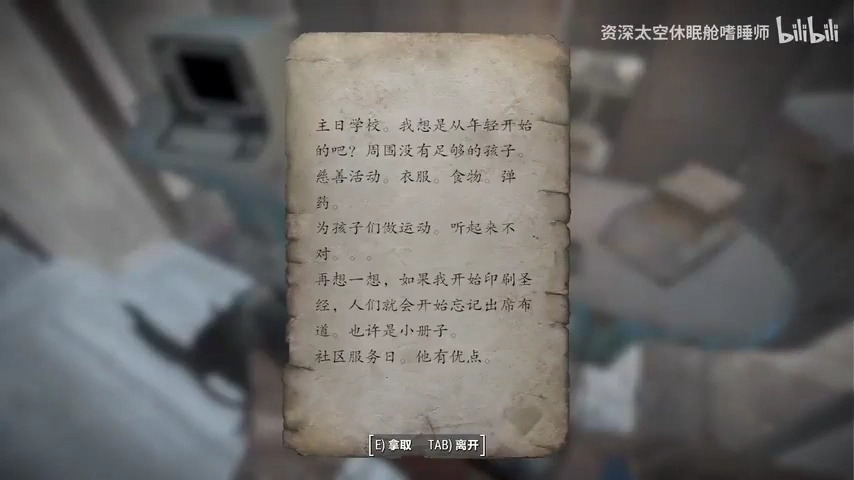 资深太空休眠舱嗜睡师 bilibili
主日学校。我想是从年轻开始
的吧？周围没有足够的孩子。
慈善活动。衣服。食物。弹
药。
为孩子们做运动。听起来不
对。。。
再想一想，如果我开始印刷圣
经，人们就会开始忘记出席布
道。也许是小册子。
社区服务日。他有优点。
E) 拿取 TAB) 离开